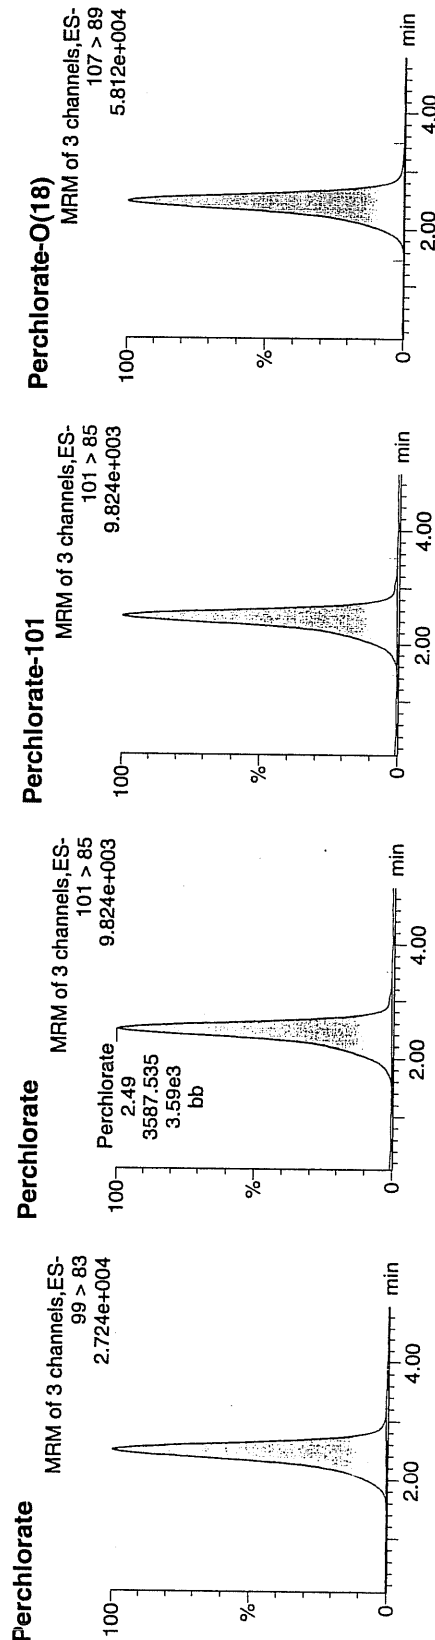 Perchlorate
MRM of 3 channels,ES-
99 > 83
2.724e+004
100
%
0
2.00
4.00
min
Perchlorate
MRM of 3 channels,ES-
101 > 85
9.824e+003
100
Perchlorate
2.49
3587.535
3.59e3
bb
%
0
2.00
4.00
min
Perchlorate-101
MRM of 3 channels,ES-
101 > 85
9.824e+003
100
%
0
2.00
4.00
min
Perchlorate-O(18)
MRM of 3 channels,ES-
107 > 89
5.812e+004
100
%
0
2.00
4.00
min